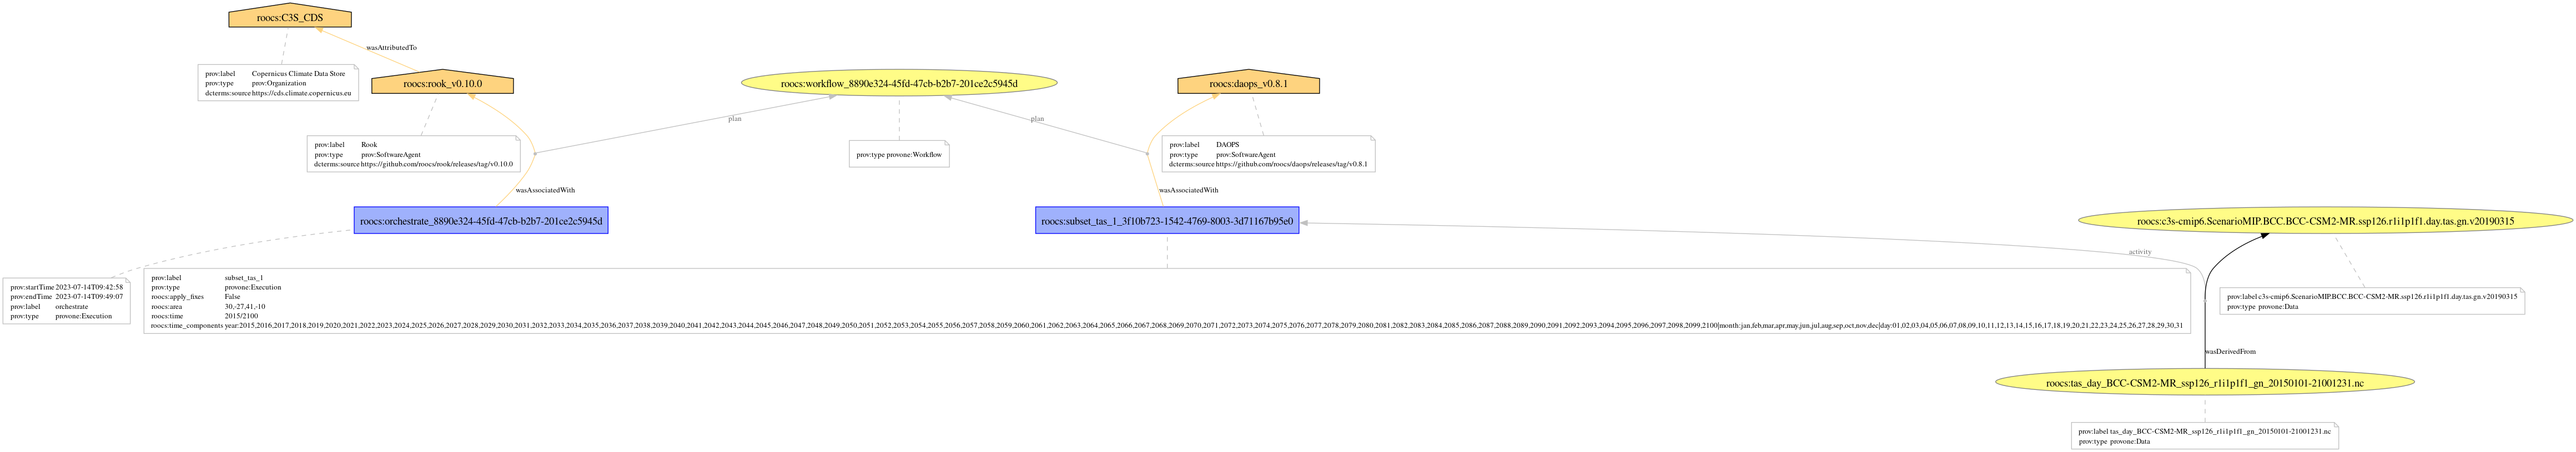 roocs:C3S_CDS
wasAttributedTo
prov:label Copernicus Climate Data Store
prov:type prov:Organization
dcterms:source https://cds.climate.copernicus.eu
roocs:rook_v0.10.0
roocs:workflow_8890e324-45fd-47cb-b2b7-201ce2c5945d
roocs:daops_v0.8.1
plan
plan
prov:label Rook
prov:type prov:SoftwareAgent
dcterms:source https://github.com/roocs/rook/releases/tag/v0.10.0
prov:type provone:Workflow
prov:label DAOPS
prov:type prov:SoftwareAgent
dcterms:source https://github.com/roocs/daops/releases/tag/v0.8.1
wasAssociatedWith
wasAssociatedWith
roocs:orchestrate_8890e324-45fd-47cb-b2b7-201ce2c5945d
roocs:subset_tas_1_3f10b723-1542-4769-8003-3d71167b95e0
roocs:c3s-cmip6.ScenarioMIP.BCC.BCC-CSM2-MR.ssp126.r1i1p1f1.day.tas.gn.v20190315
activity
prov:startTime 2023-07-14T09:42:58
prov:endTime 2023-07-14T09:49:07
prov:label orchestrate
prov:type provone:Execution
prov:label subset_tas_1
prov:type provone:Execution
roocs:apply_fixes False
roocs:area 30,-27,41,-10
roocs:time 2015/2100
roocs:time_components year:2015,2016,2017,2018,2019,2020,2021,2022,2023,2024,2025,2026,2027,2028,2029,2030,2031,2032,2033,2034,2035,2036,2037,2038,2039,2040,2041,2042,2043,2044,2045,2046,2047,2048,2049,2050,2051,2052,2053,2054,2055,2056,2057,2058,2059,2060,2061,2062,2063,2064,2065,2066,2067,2068,2069,2070,2071,2072,2073,2074,2075,2076,2077,2078,2079,2080,2081,2082,2083,2084,2085,2086,2087,2088,2089,2090,2091,2092,2093,2094,2095,2096,2097,2098,2099,2100|month:jan,feb,mar,apr,may,jun,jul,aug,sep,oct,nov,dec|day:01,02,03,04,05,06,07,08,09,10,11,12,13,14,15,16,17,18,19,20,21,22,23,24,25,26,27,28,29,30,31
prov:label c3s-cmip6.ScenarioMIP.BCC.BCC-CSM2-MR.ssp126.r1i1p1f1.day.tas.gn.v20190315
prov:type provone:Data
wasDerivedFrom
roocs:tas_day_BCC-CSM2-MR_ssp126_r1i1p1f1_gn_20150101-21001231.nc
prov:label tas_day_BCC-CSM2-MR_ssp126_r1i1p1f1_gn_20150101-21001231.nc
prov:type provone:Data